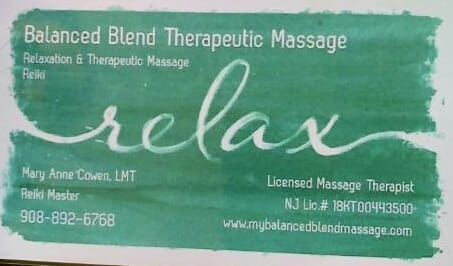 Balanced Blend Therapeutic Massage
Relaxation & Therapeutic Massage
Reiki
relax
Mary Anne Cowen, LMT
Reiki Master
908-892-6768
Licensed Massage Therapist
NJ Lic.# 18KT00443500
www.mybalancedblendmassage.com